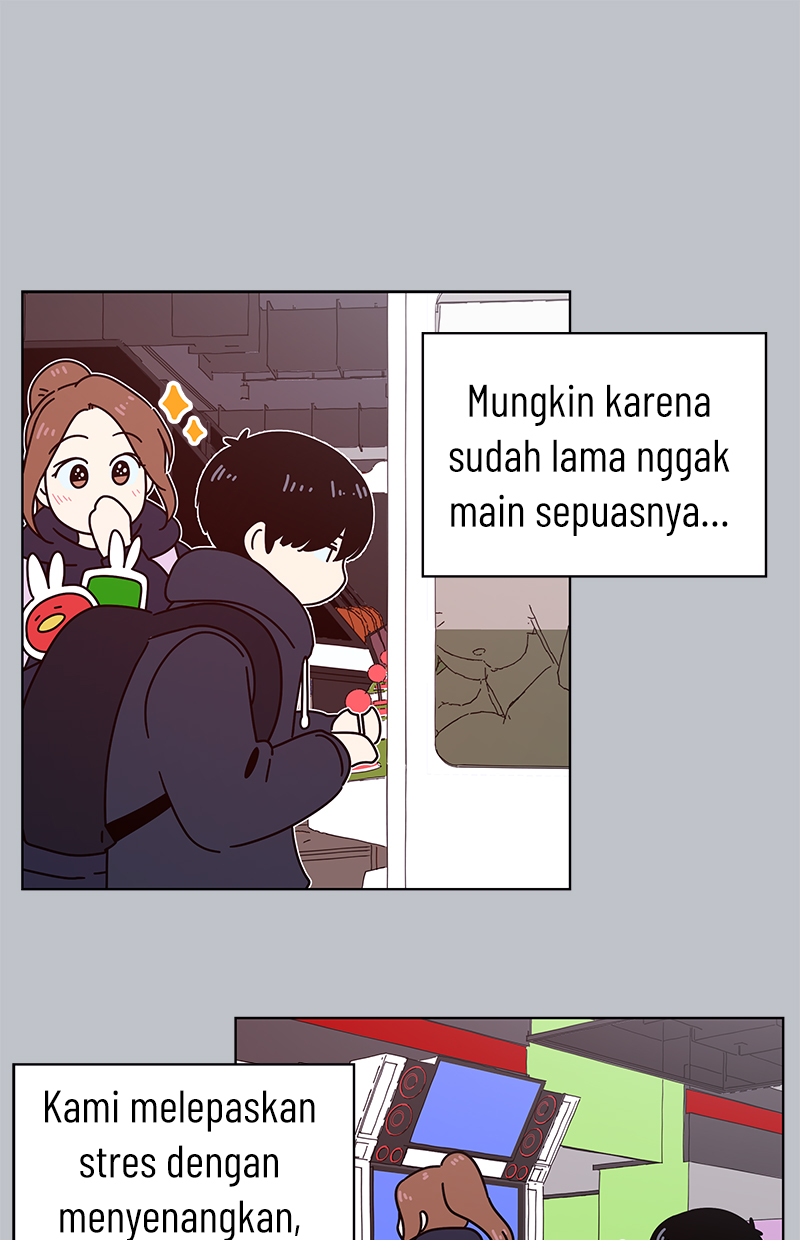 Mungkin karena
sudah lama nggak
main sepuasnya...
Kami melepaskan
stres dengan
menyenangkan,